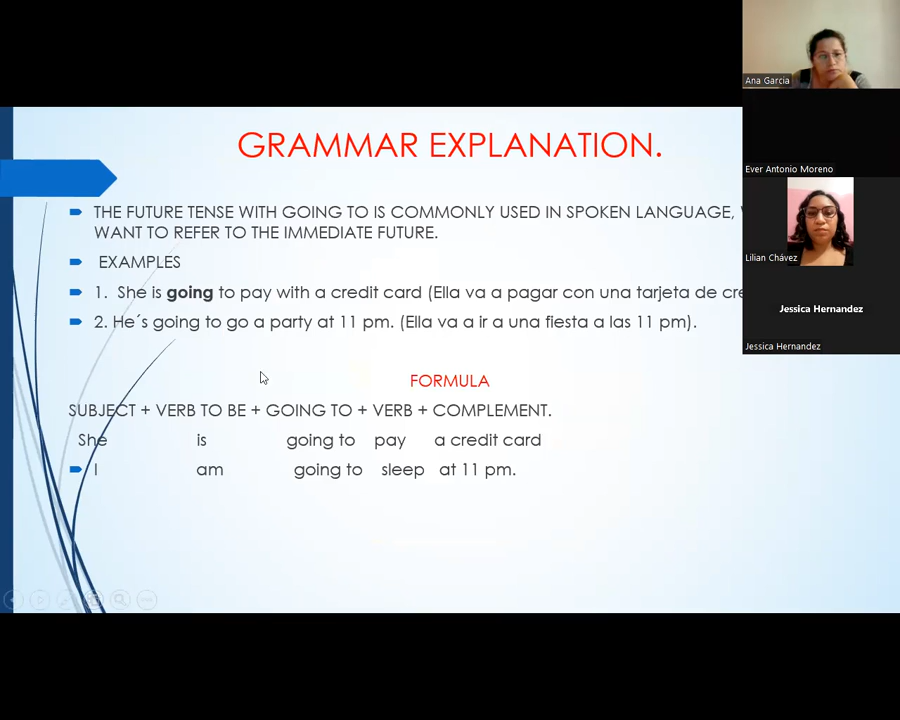 GRAMMAR EXPLANATION.
THE FUTURE TENSE WITH GOING TO IS COMMONLY USED IN SPOKEN LANGUAGE,
WANT TO REFER TO THE IMMEDIATE FUTURE.
EXAMPLES
1. She is going to pay with a credit card (Ella va a pagar con una tarjeta de
2. He´s going to go a party at 11 pm. (Ella va a ir a una fiesta a las 11 pm).
FORMULA
SUBJECT + VERB TO BE + GOING TO + VERB + COMPLEMENT.
She is going to pay a credit card
I am going to sleep at 11 pm.
Ana Garcia
Ever Antonio Moreno
Lilian Chávez
Jessica Hernandez
Jessica Hernandez